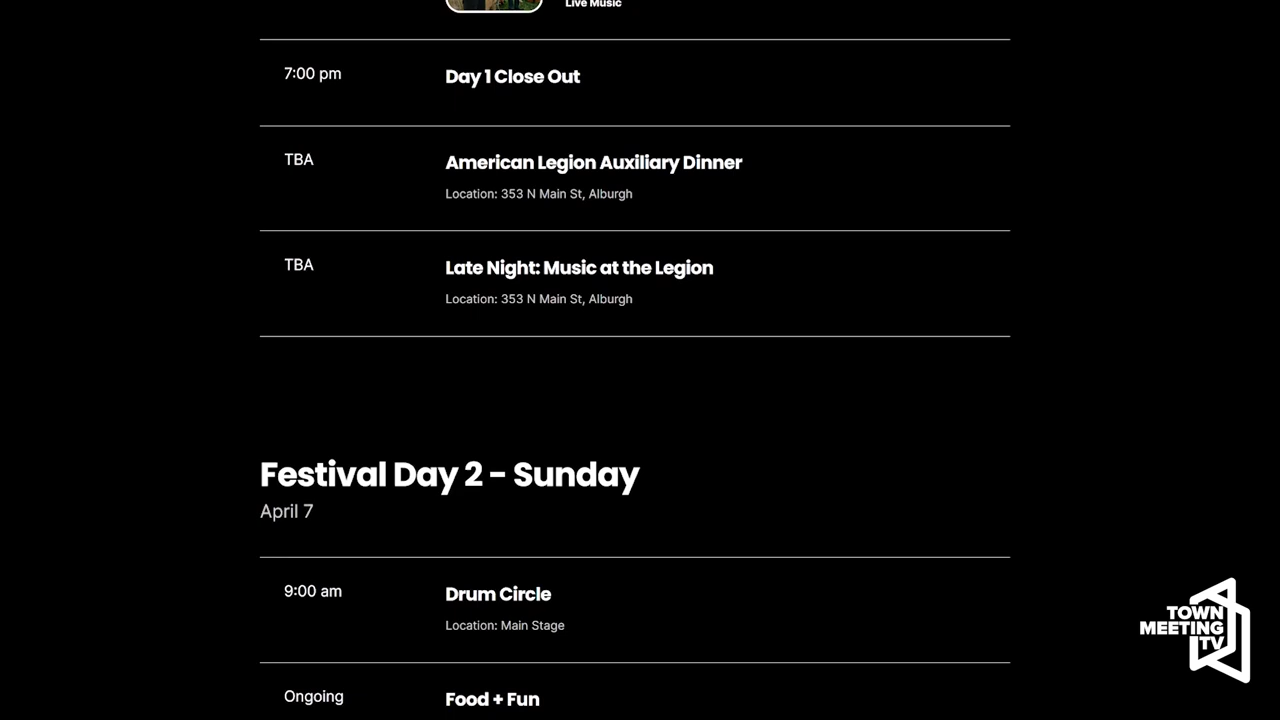 Live Music
7:00 pm
Day 1 Close Out
TBA
American Legion Auxiliary Dinner
Location: 353 N Main St, Alburgh
TBA
Late Night: Music at the Legion
Location: 353 N Main St, Alburgh
Festival Day 2 - Sunday
April 7
9:00 am
Drum Circle
Location: Main Stage
Ongoing
Food + Fun
TOWN
MEETING
TV